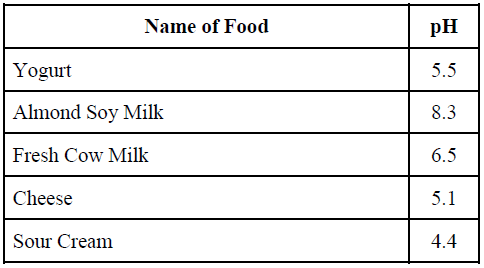 Name of Food pH
Yogurt 5.5
Almond Soy Milk 8.3
Fresh Cow Milk 6.5
Cheese 5.1
Sour Cream 4.4